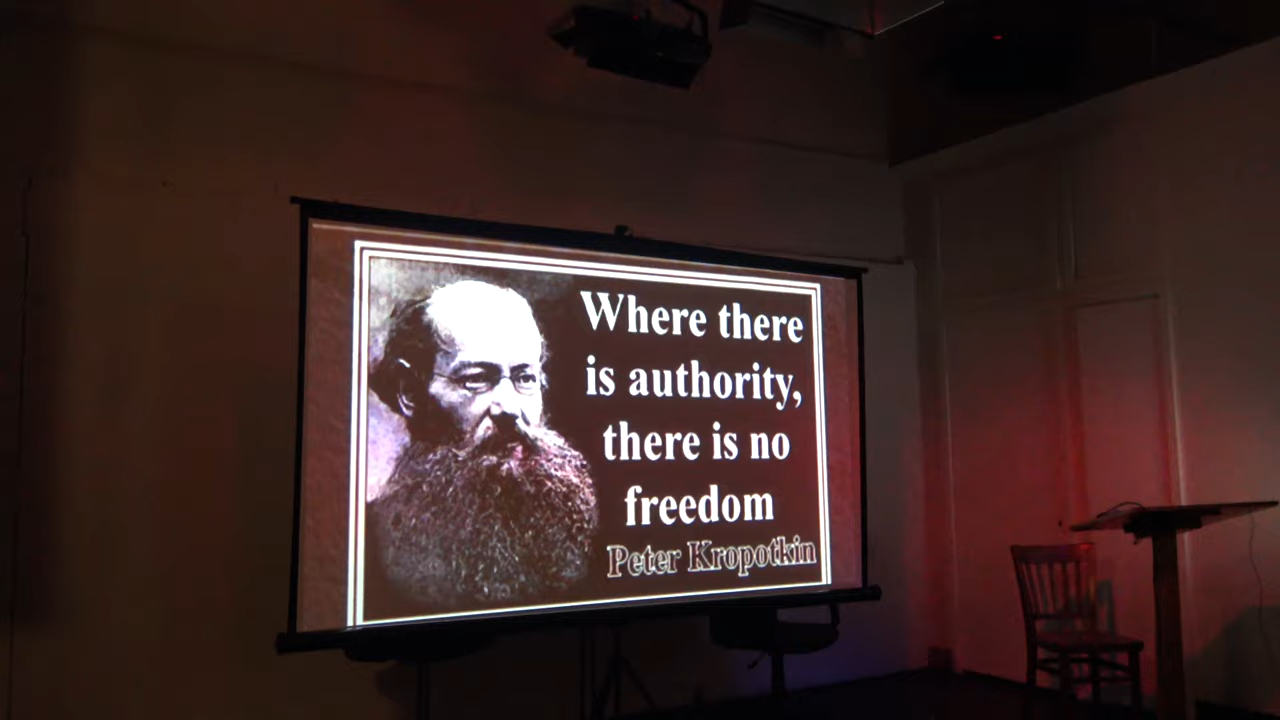 Where there
is authority,
there is no
freedom
Peter Kropotkin